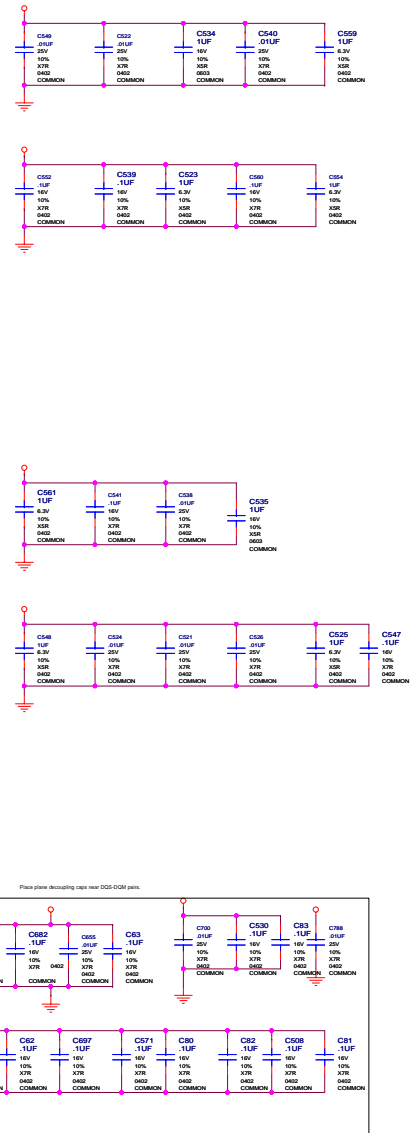 C549
.01UF
25V
10%
X7R
0402
COMMON
C522
.01UF
25V
10%
X7R
0402
COMMON
C534
1UF
16V
10%
X5R
0603
COMMON
C540
.01UF
25V
10%
X7R
0402
COMMON
C559
1UF
6.3V
10%
X5R
0402
COMMON
C552
.1UF
16V
10%
X7R
0402
COMMON
C539
.1UF
16V
10%
X7R
0402
COMMON
C523
1UF
6.3V
10%
X5R
0402
COMMON
C560
.1UF
16V
10%
X7R
0402
COMMON
C554
1UF
6.3V
10%
X5R
0402
COMMON
C561
1UF
6.3V
10%
X5R
0402
COMMON
C541
.1UF
16V
10%
X7R
0402
COMMON
C538
.01UF
25V
10%
X7R
0402
COMMON
C535
1UF
16V
10%
X5R
0603
COMMON
C548
1UF
6.3V
10%
X5R
0402
COMMON
C524
.01UF
25V
10%
X7R
0402
COMMON
C521
.01UF
25V
10%
X7R
0402
COMMON
C526
.01UF
25V
10%
X7R
0402
COMMON
C525
1UF
6.3V
10%
X5R
0402
COMMON
C547
.1UF
16V
10%
X7R
0402
COMMON
Place plane decoupling caps near DQS-DQM pairs.
C682
.1UF
16V
10%
X7R
0402
COMMON
C655
.01UF
25V
10%
X7R
0402
COMMON
C63
.1UF
16V
10%
X7R
0402
COMMON
C700
.01UF
25V
10%
X7R
0402
COMMON
C530
.1UF
16V
10%
X7R
0402
COMMON
C83
.1UF
16V
10%
X7R
0402
COMMON
C788
.01UF
25V
10%
X7R
0402
COMMON
C62
.1UF
16V
10%
X7R
0402
COMMON
C697
.1UF
16V
10%
X7R
0402
COMMON
C571
.1UF
16V
10%
X7R
0402
COMMON
C80
.1UF
16V
10%
X7R
0402
COMMON
C82
.1UF
16V
10%
X7R
0402
COMMON
C508
.1UF
16V
10%
X7R
0402
COMMON
C81
.1UF
16V
10%
X7R
0402
COMMON